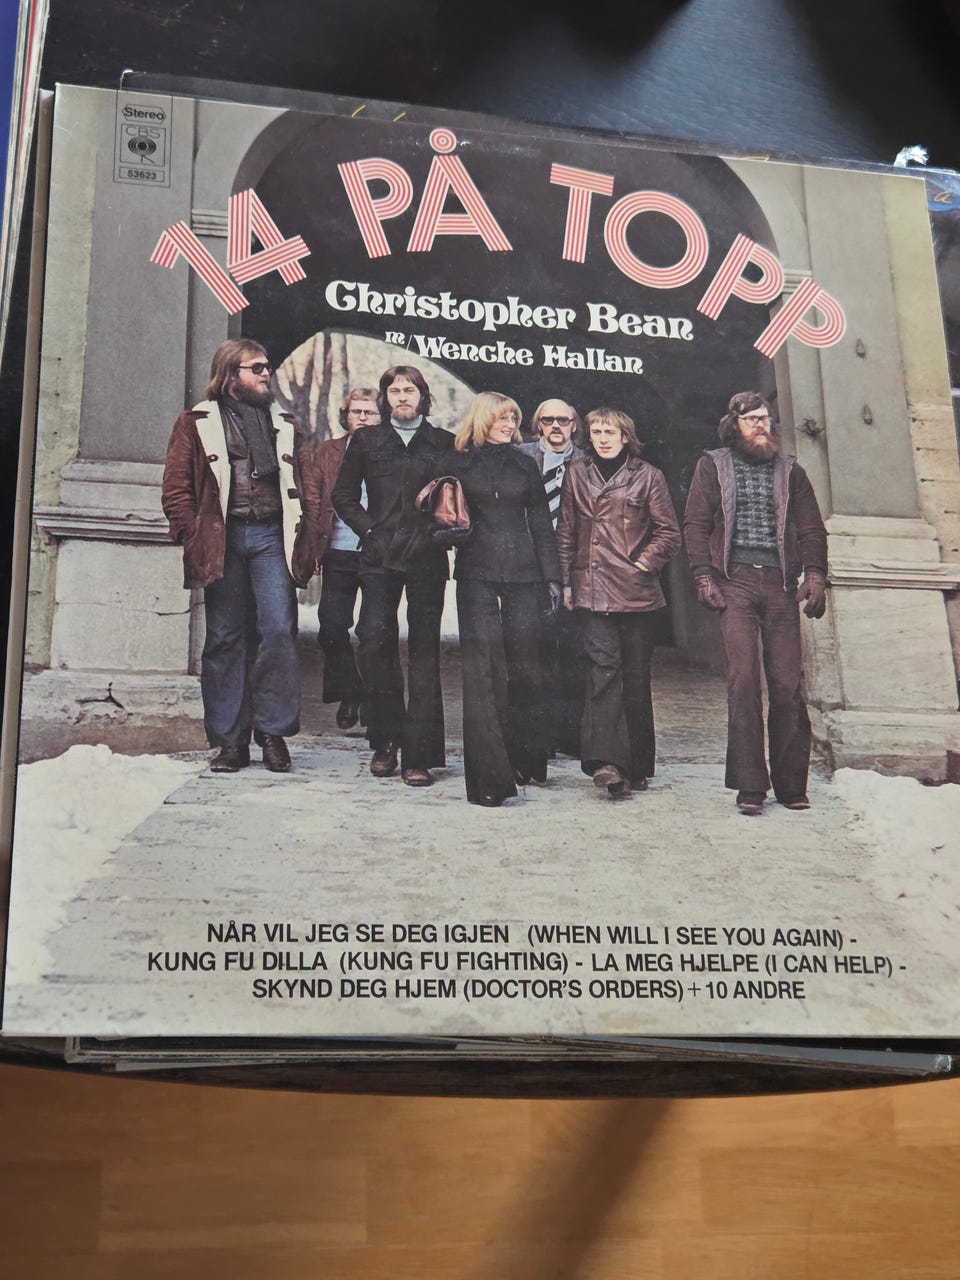 Stereo
CBS
53623
14 PÅ TOPP
Christopher Bean
m/Wenche Hallan
NÅR VIL JEG SE DEG IGJEN (WHEN WILL I SEE YOU AGAIN) -
KUNG FU DILLA (KUNG FU FIGHTING) - LA MEG HJELPE (I CAN HELP) -
SKYND DEG HJEM (DOCTOR'S ORDERS) + 10 ANDRE